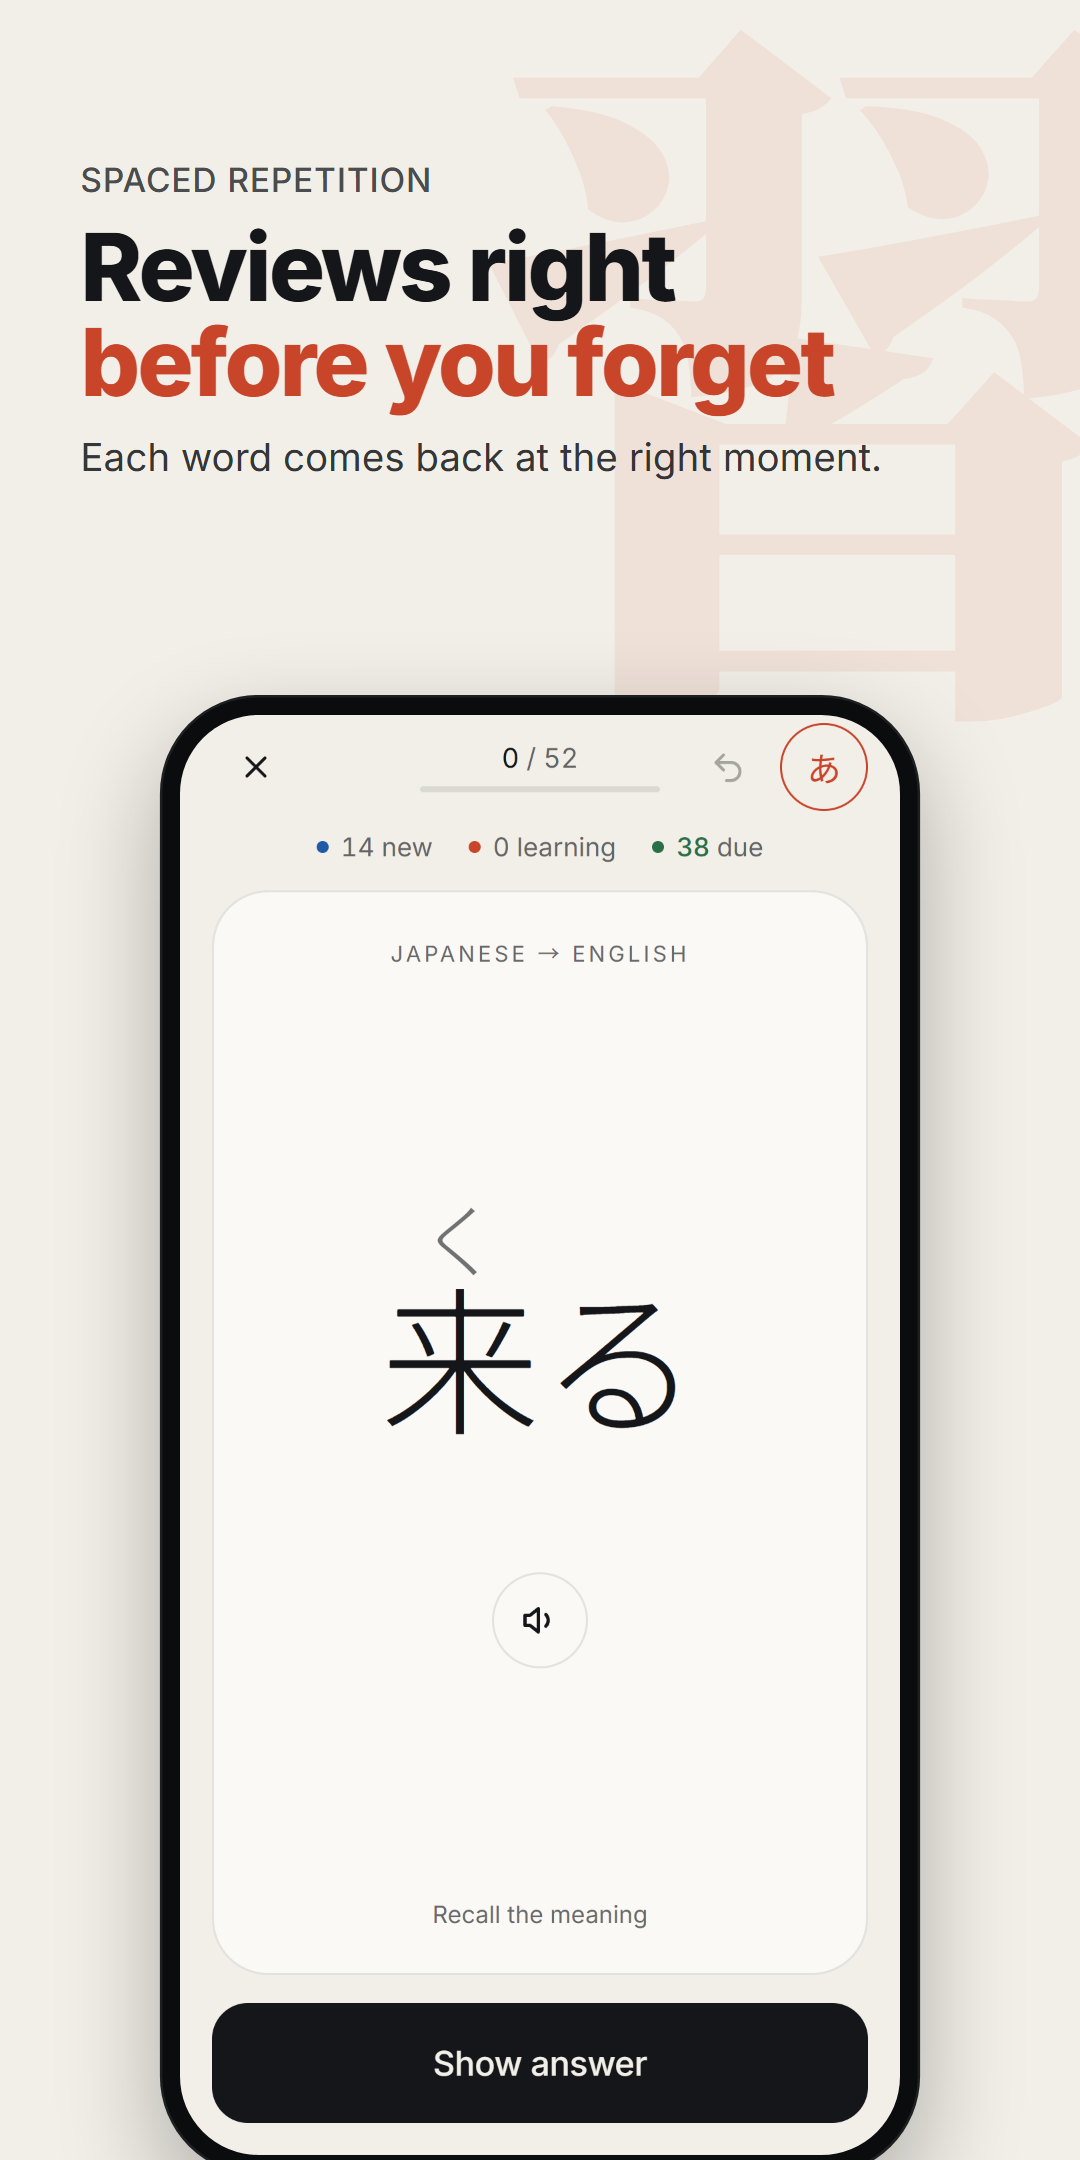 習
SPACED REPETITION
Reviews right
before you forget
Each word comes back at the right moment.
0 / 52
あ
14 new 0 learning 38 due
JAPANESE → ENGLISH
く
来る
Recall the meaning
Show answer